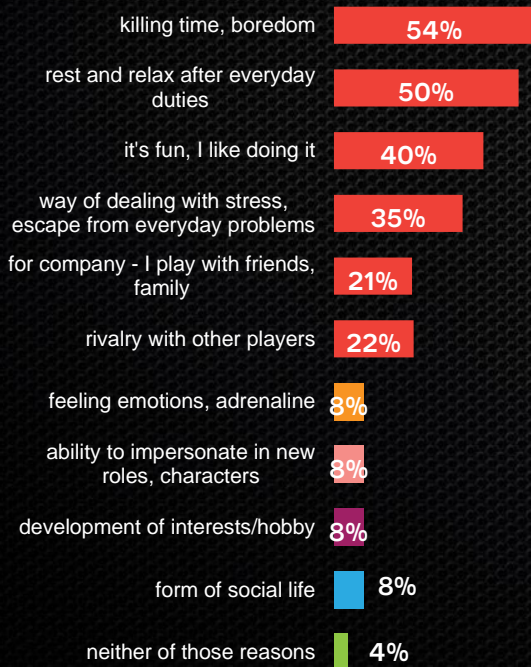 killing time, boredom
54%
rest and relax after everyday
duties
50%
it's fun, I like doing it
40%
way of dealing with stress,
escape from everyday problems
35%
for company - I play with friends,
family
21%
rivalry with other players
22%
feeling emotions, adrenaline
8%
ability to impersonate in new
roles, characters
8%
development of interests/hobby
8%
form of social life
8%
neither of those reasons
4%